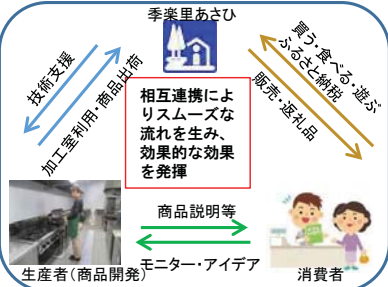 季楽里あさひ
技術支援
加工室利用・商品出荷
買う・食べる・遊ぶ
ふるさと納税
販売・返礼品
相互連携によ
りスムーズな
流れを生み、
効果的な効果
を発揮
商品説明等
モニター・アイデア
生産者(商品開発)
消費者